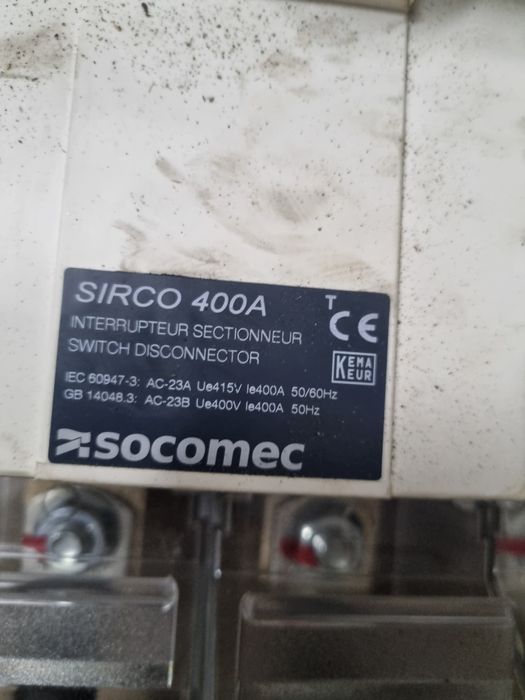 SIRCO 400A
T
CE
INTERRUPTEUR SECTIONNEUR
SWITCH DISCONNECTOR
KEMA
KEUR
IEC 60947-3: AC-23A Ue415V Ie400A 50/60Hz
GB 14048.3: AC-23B Ue400V Ie400A 50Hz
socomec